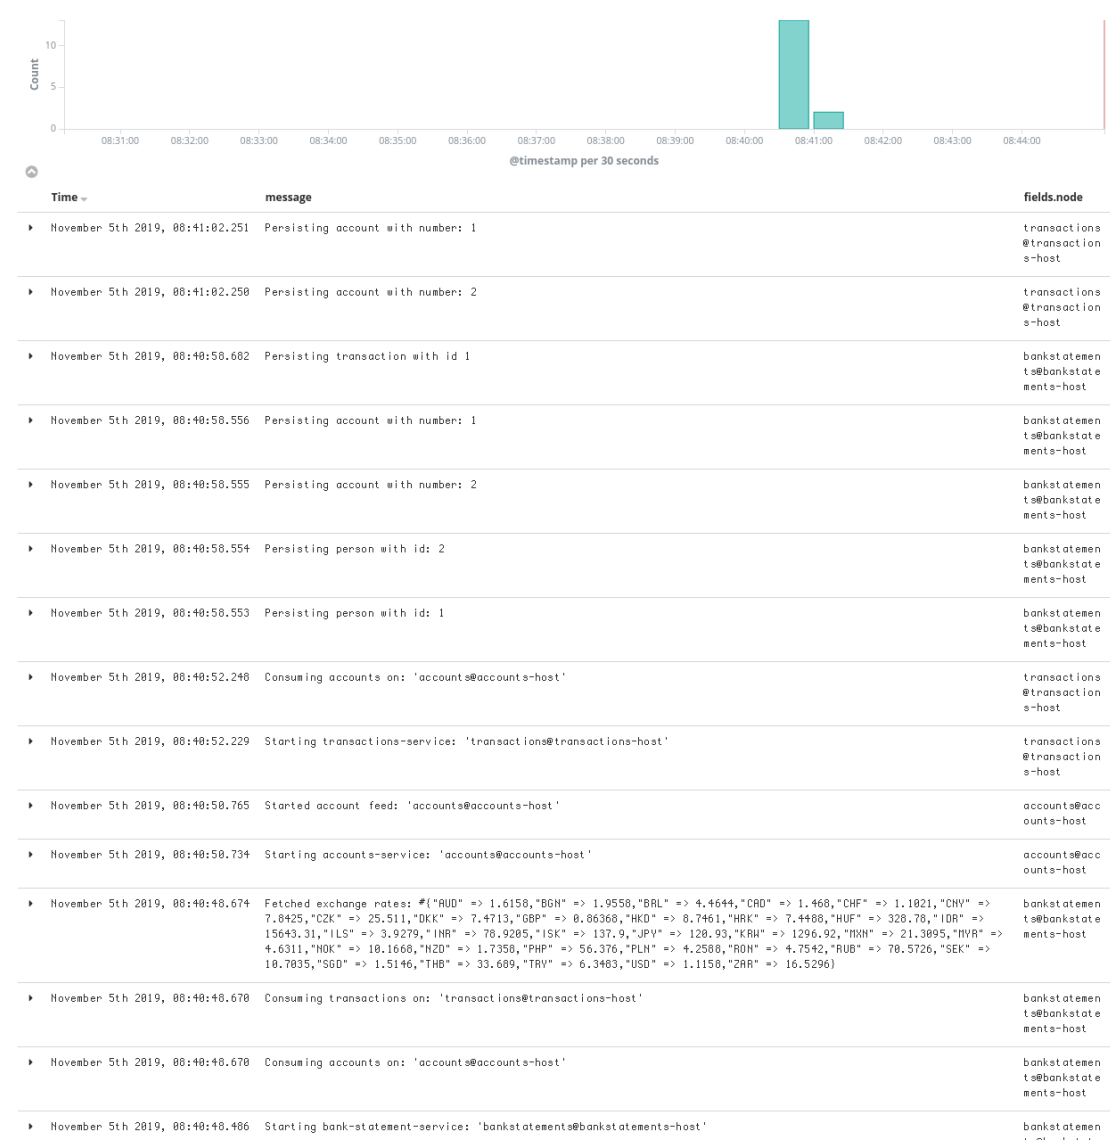 10
Count
5
0
08:31:00 08:32:00 08:33:00 08:34:00 08:35:00 08:36:00 08:37:00 08:38:00 08:39:00 08:40:00 08:41:00 08:42:00 08:43:00 08:44:00
@timestamp per 30 seconds
Time message fields.node
November 5th 2019, 08:41:02.251 Persisting account with number: 1 transactions
@transaction
s-host
November 5th 2019, 08:41:02.250 Persisting account with number: 2 transactions
@transaction
s-host
November 5th 2019, 08:40:58.682 Persisting transaction with id 1 bankstatemen
ts@bankstate
ments-host
November 5th 2019, 08:40:58.556 Persisting account with number: 1 bankstatemen
ts@bankstate
ments-host
November 5th 2019, 08:40:58.555 Persisting account with number: 2 bankstatemen
ts@bankstate
ments-host
November 5th 2019, 08:40:58.554 Persisting person with id: 2 bankstatemen
ts@bankstate
ments-host
November 5th 2019, 08:40:58.553 Persisting person with id: 1 bankstatemen
ts@bankstate
ments-host
November 5th 2019, 08:40:52.248 Consuming accounts on: 'accounts@accounts-host' transactions
@transaction
s-host
November 5th 2019, 08:40:52.229 Starting transactions-service: 'transactions@transactions-host' transactions
@transaction
s-host
November 5th 2019, 08:40:50.765 Started account feed: 'accounts@accounts-host' accounts@acc
ounts-host
November 5th 2019, 08:40:50.734 Starting accounts-service: 'accounts@accounts-host' accounts@acc
ounts-host
November 5th 2019, 08:40:48.674 Fetched exchange rates: #{"AUD" => 1.6158,"BGN" => 1.9558,"BRL" => 4.4644,"CAD" => 1.468,"CHF" => 1.1021,"CNY" => bankstatemen
7.8425,"CZK" => 25.511,"DKK" => 7.4713,"GBP" => 0.86368,"HKD" => 8.7461,"HRK" => 7.4488,"HUF" => 328.78,"IDR" => ts@bankstate
15643.31,"ILS" => 3.9279,"INR" => 78.9205,"ISK" => 137.9,"JPY" => 120.93,"KRW" => 1296.92,"MXN" => 21.3095,"MYR" => ments-host
4.6311,"NOK" => 10.1668,"NZD" => 1.7358,"PHP" => 56.376,"PLN" => 4.2588,"RON" => 4.7542,"RUB" => 70.5726,"SEK" =>
10.7035,"SGD" => 1.5146,"THB" => 33.689,"TRY" => 6.3483,"USD" => 1.1158,"ZAR" => 16.5296}
November 5th 2019, 08:40:48.670 Consuming transactions on: 'transactions@transactions-host' bankstatemen
ts@bankstate
ments-host
November 5th 2019, 08:40:48.670 Consuming accounts on: 'accounts@accounts-host' bankstatemen
ts@bankstate
ments-host
November 5th 2019, 08:40:48.486 Starting bank-statement-service: 'bankstatements@bankstatements-host' bankstatemen